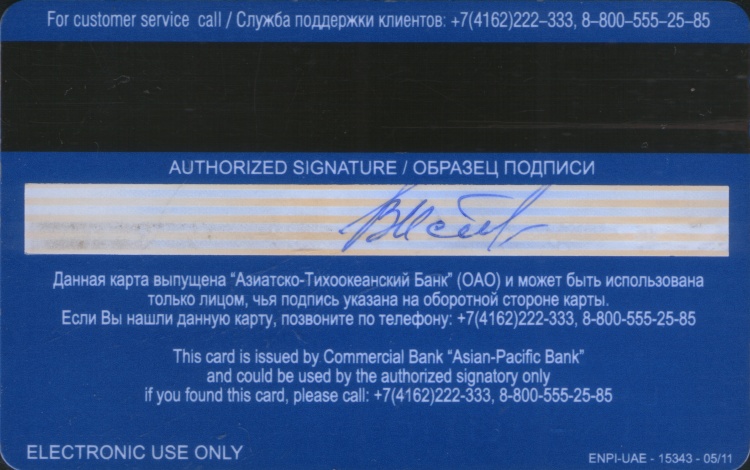 For customer service call / Служба поддержки клиентов: +7(4162)222–333, 8–800–555–25–85
AUTHORIZED SIGNATURE / ОБРАЗЕЦ ПОДПИСИ
Данная карта выпущена "Азиатско-Тихоокеанский Банк" (ОАО) и может быть использована
только лицом, чья подпись указана на оборотной стороне карты.
Если Вы нашли данную карту, позвоните по телефону: +7(4162)222-333, 8-800-555-25-85
This card is issued by Commercial Bank "Asian-Pacific Bank"
and could be used by the authorized signatory only
if you found this card, please call: +7(4162)222-333, 8-800-555-25-85
ELECTRONIC USE ONLY
ENPI-UAE - 15343 - 05/11